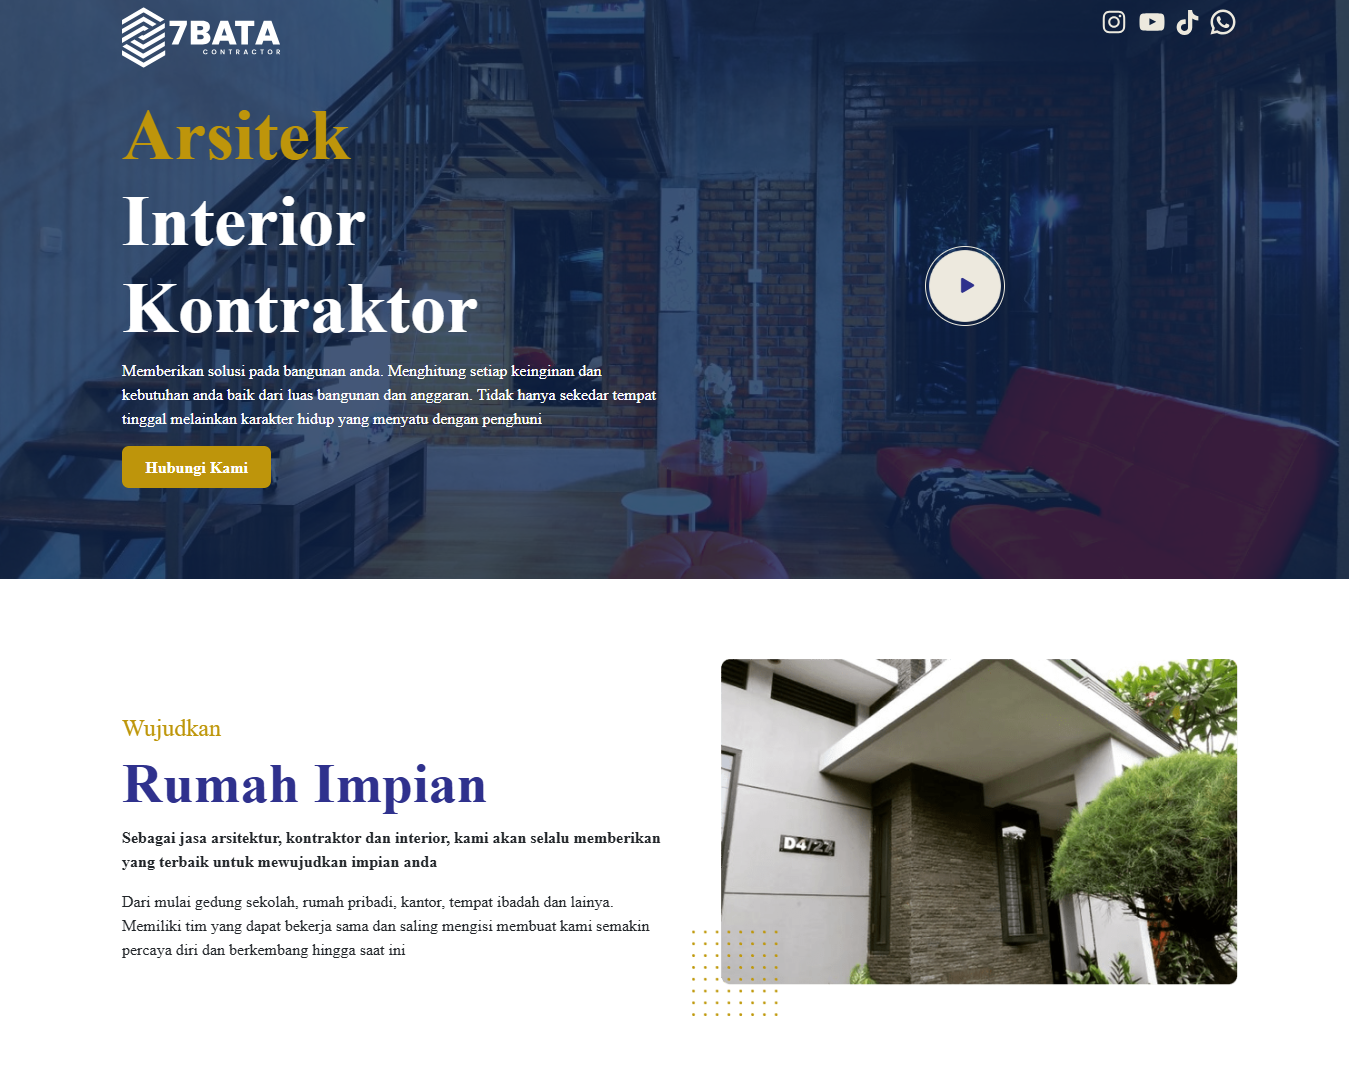 7BATA
CONTRACTOR
Arsitek
Interior
Kontraktor
Memberikan solusi pada bangunan anda. Menghitung setiap keinginan dan
kebutuhan anda baik dari luas bangunan dan anggaran. Tidak hanya sekedar tempat
tinggal melainkan karakter hidup yang menyatu dengan penghuni
Hubungi Kami
Wujudkan
Rumah Impian
Sebagai jasa arsitektur, kontraktor dan interior, kami akan selalu memberikan
yang terbaik untuk mewujudkan impian anda
Dari mulai gedung sekolah, rumah pribadi, kantor, tempat ibadah dan lainya.
Memiliki tim yang dapat bekerja sama dan saling mengisi membuat kami semakin
percaya diri dan berkembang hingga saat ini
D4/22